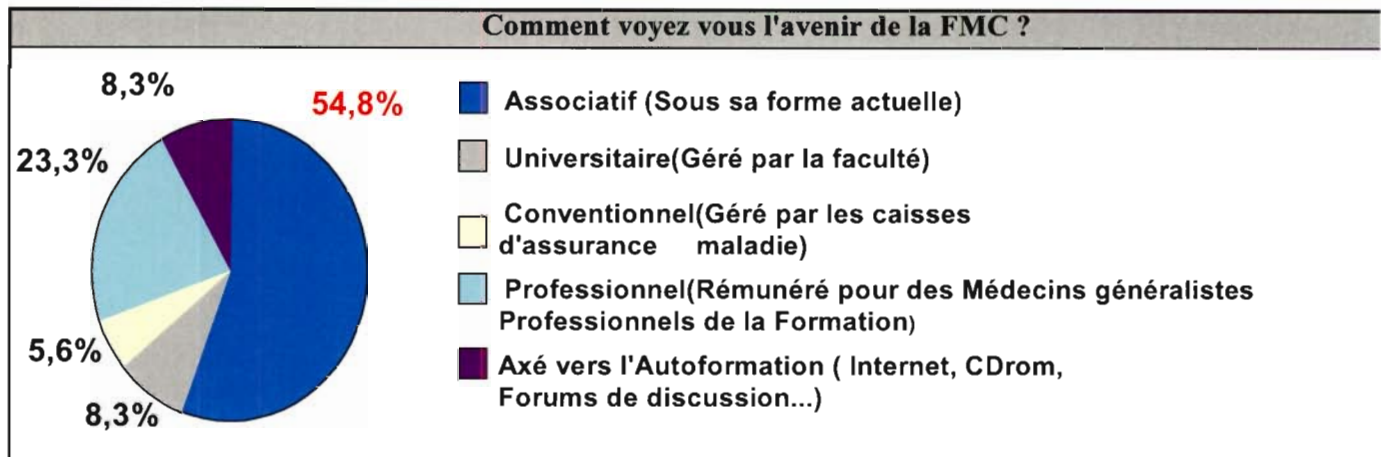 Comment voyez vous l'avenir de la FMC ?
8,3%
54,8%
23,3%
5,6%
8,3%
Associatif (Sous sa forme actuelle)
Universitaire(Géré par la faculté)
Conventionnel(Géré par les caisses
d'assurance maladie)
Professionnel(Rémunéré pour des Médecins généralistes
Professionnels de la Formation)
Axé vers l'Autoformation ( Internet, CDrom,
Forums de discussion...)